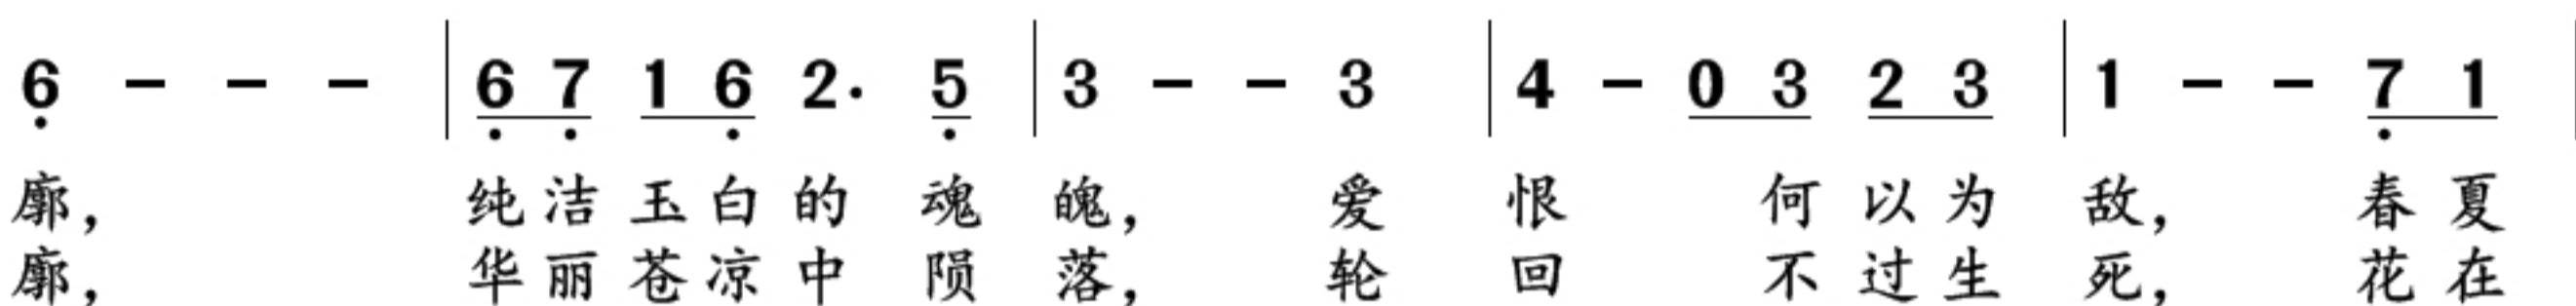 6 - - - | 6 7 1 6 2· 5 | 3 - - 3 | 4 - 0 3 2 3 | 1 - - 7 1 |
廓， 纯洁玉白的 魂魄， 爱恨 何以为敌， 春夏
廓， 华丽苍凉中 陨落， 轮回 不过生死， 花在